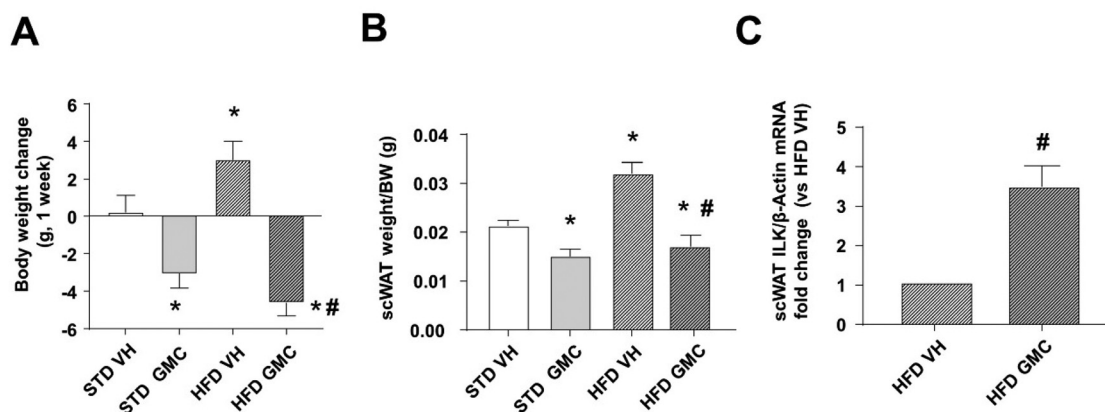 A
Body weight change
(g, 1 week)
6
4
2
0
-2
-4
-6
*
*
* #
STD VH
STD GMC
HFD VH
HFD GMC
B
scWAT weight/BW (g)
0.04
0.03
0.02
0.01
0.00
*
*
* #
STD VH
STD GMC
HFD VH
HFD GMC
C
scWAT ILK/β-Actin mRNA
fold change (vs HFD VH)
5
4
3
2
1
0
#
HFD VH
HFD GMC